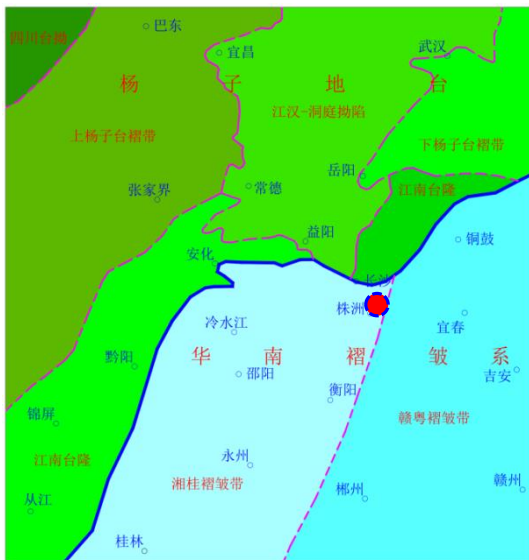 巴东
四川台拗
宜昌
武汉
杨子地台
江汉-洞庭拗陷
上杨子台褶带
下杨子台褶带
岳阳
张家界
常德
江南台隆
益阳
铜鼓
安化
长沙
株洲
冷水江
宜春
华南褶皱系
黔阳
邵阳
吉安
衡阳
锦屏
赣粤褶皱带
江南台隆
永州
湘桂褶皱带
郴州
赣州
从江
桂林